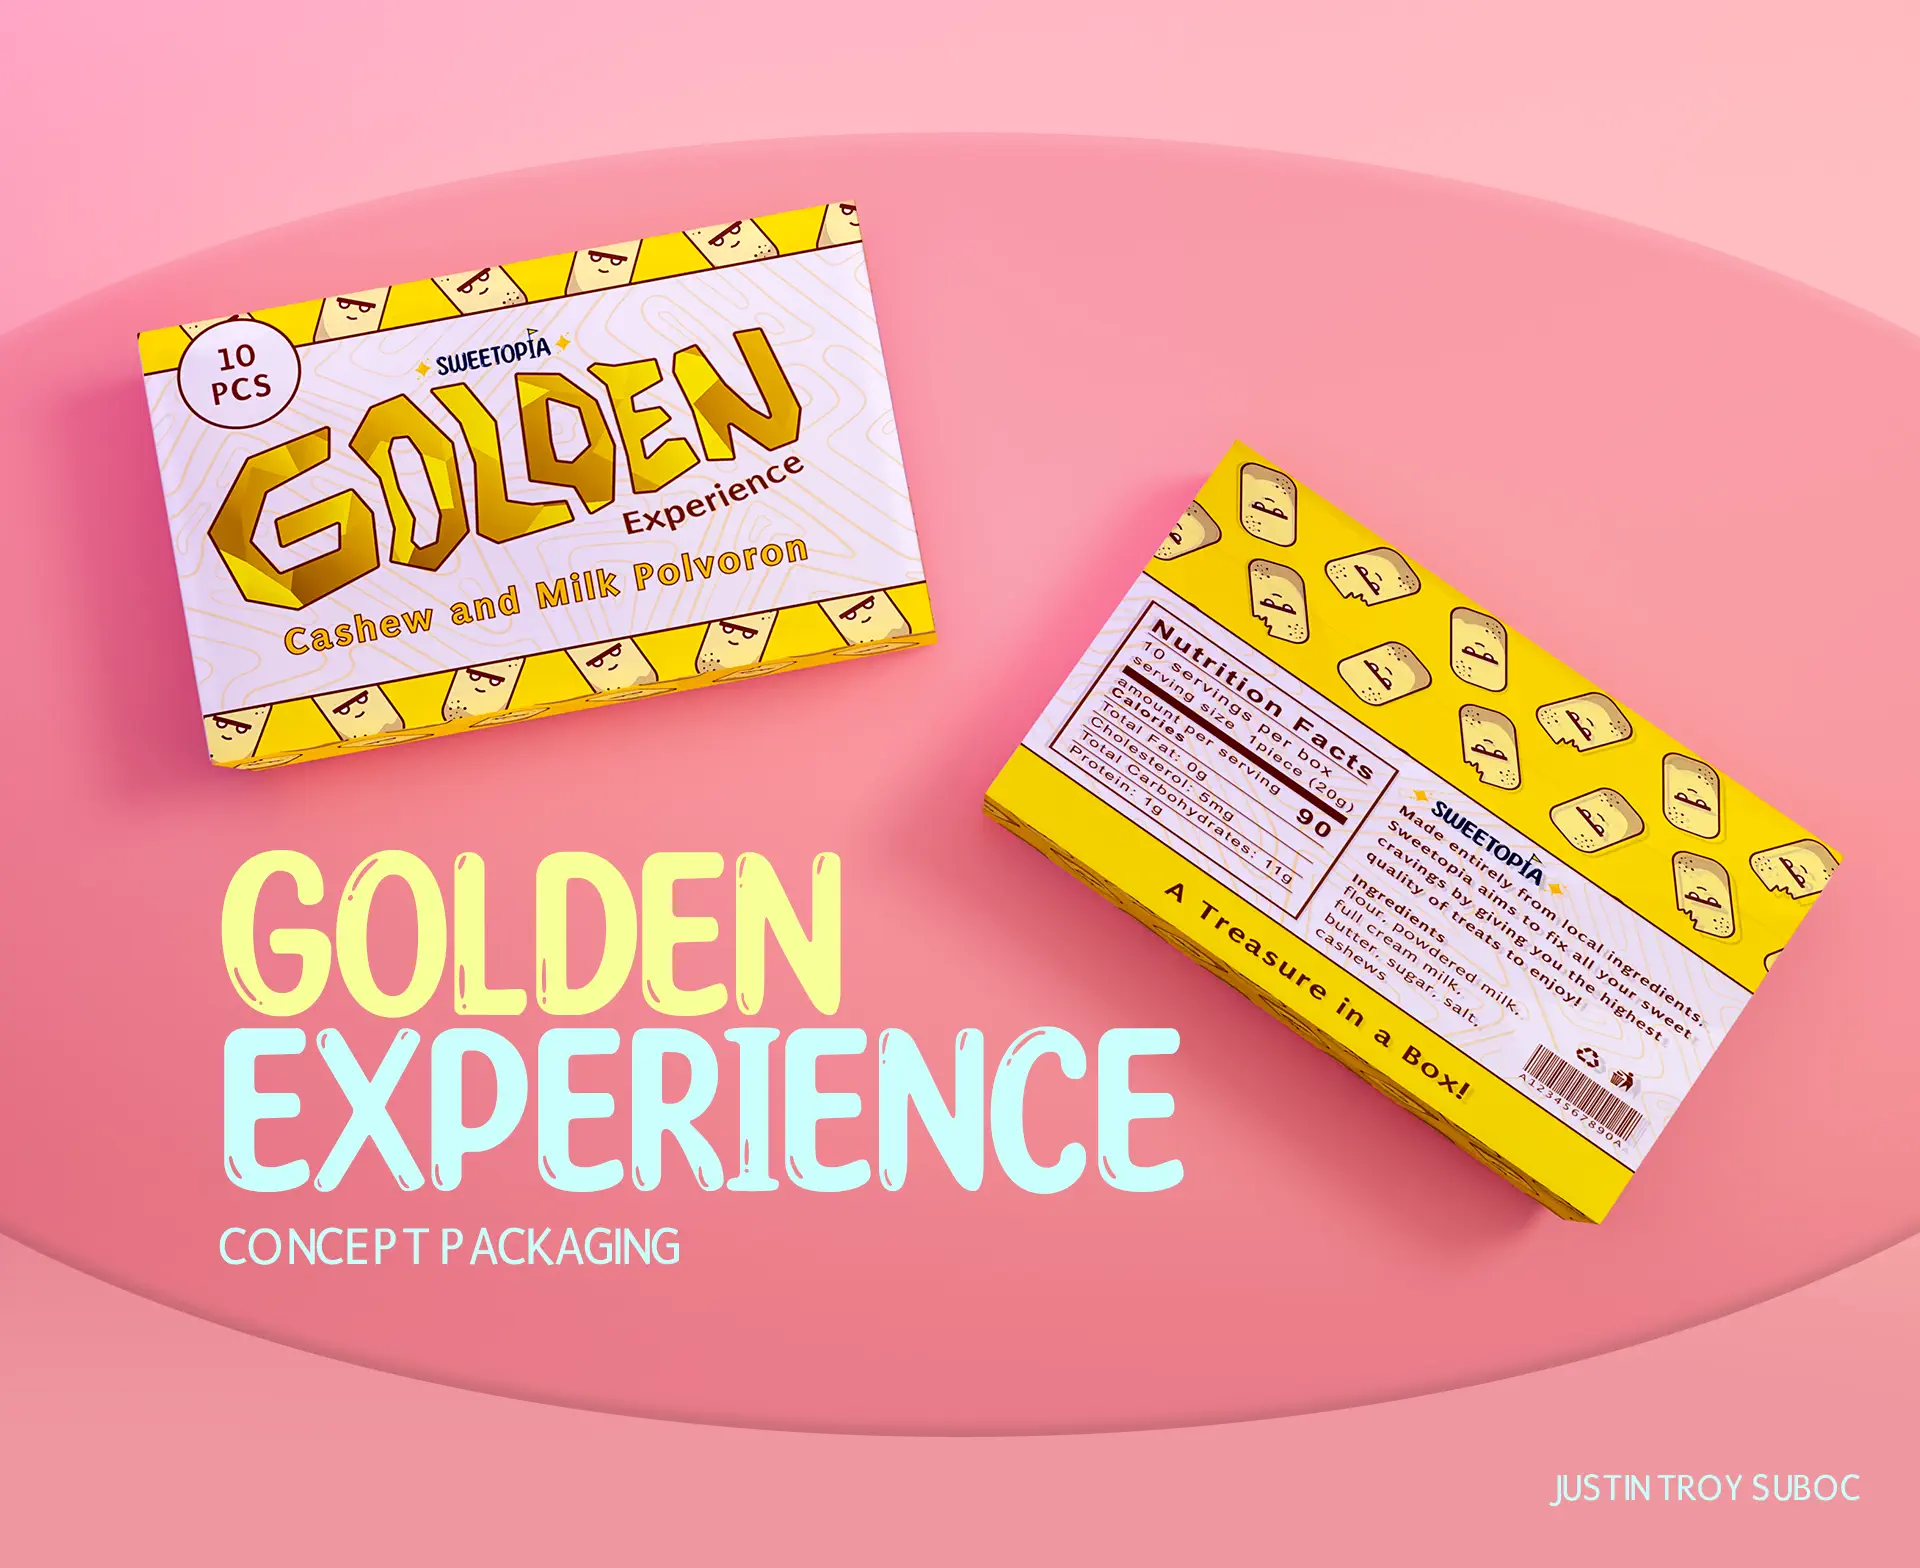 10
PCS
SWEETOPIA
GOLDEN
Experience
Cashew and Milk Polvoron
Nutrition Facts
10 servings per box
serving size 1piece (20g)
amount per serving
Calories 90
Total Fat: 0g
Cholesterol: 5mg
Total Carbohydrates: 11g
Protein: 1g
SWEETOPIA
Made entirely from local ingredients,
Sweetopia aims to fix all your sweet
cravings by giving you the highest
quality of treats to enjoy!
Ingredients
flour, powdered milk,
full cream milk,
butter, sugar, salt,
cashews
A1234567890A
A Treasure in a Box!
GOLDEN
EXPERIENCE
CONCEPT PACKAGING
JUSTIN TROY SUBOC